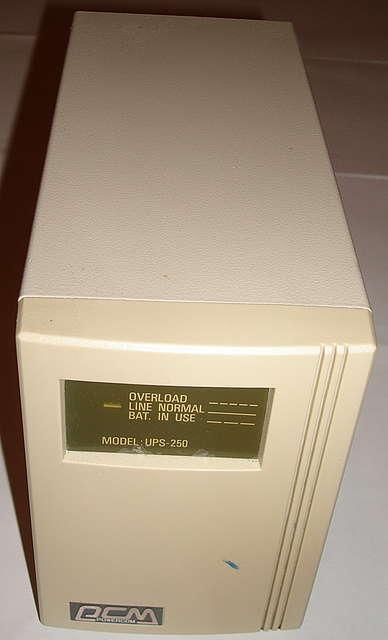 OVERLOAD
LINE NORMAL
BAT. IN USE
MODEL: UPS-250
PCM
POWERCOM